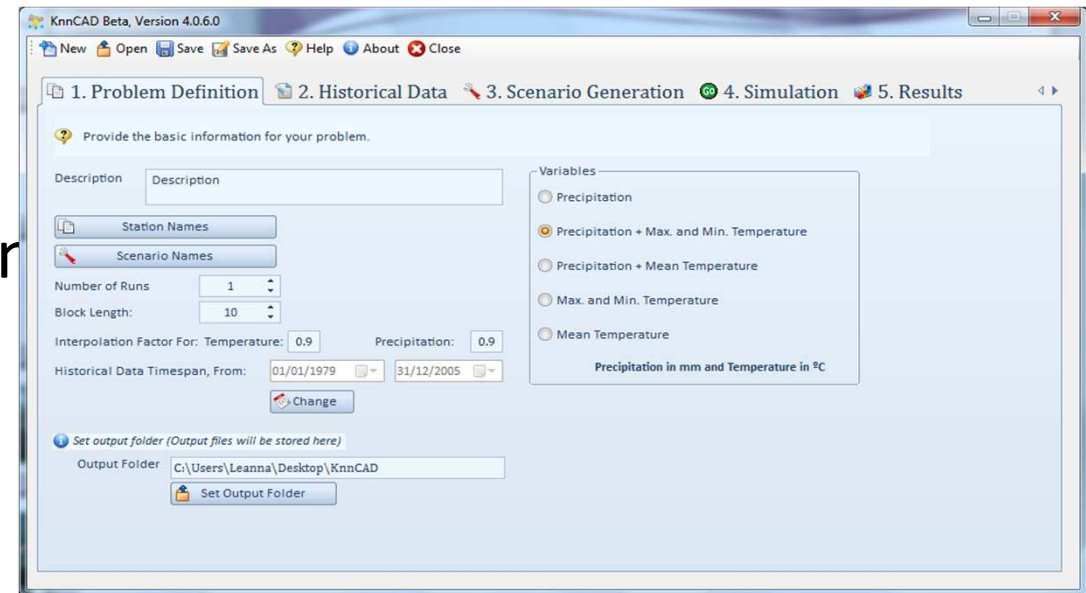 KnnCAD Beta, Version 4.0.6.0
New Open Save Save As Help About Close
1. Problem Definition 2. Historical Data 3. Scenario Generation 4. Simulation 5. Results
Provide the basic information for your problem.
Description Description
Station Names
Scenario Names
Number of Runs 1
Block Length: 10
Interpolation Factor For: Temperature: 0.9 Precipitation: 0.9
Historical Data Timespan, From: 01/01/1979 31/12/2005
Change
Set output folder (Output files will be stored here)
Output Folder C:\Users\Leanna\Desktop\KnnCAD
Set Output Folder
Variables
Precipitation
Precipitation + Max. and Min. Temperature
Precipitation + Mean Temperature
Max. and Min. Temperature
Mean Temperature
Precipitation in mm and Temperature in ºC